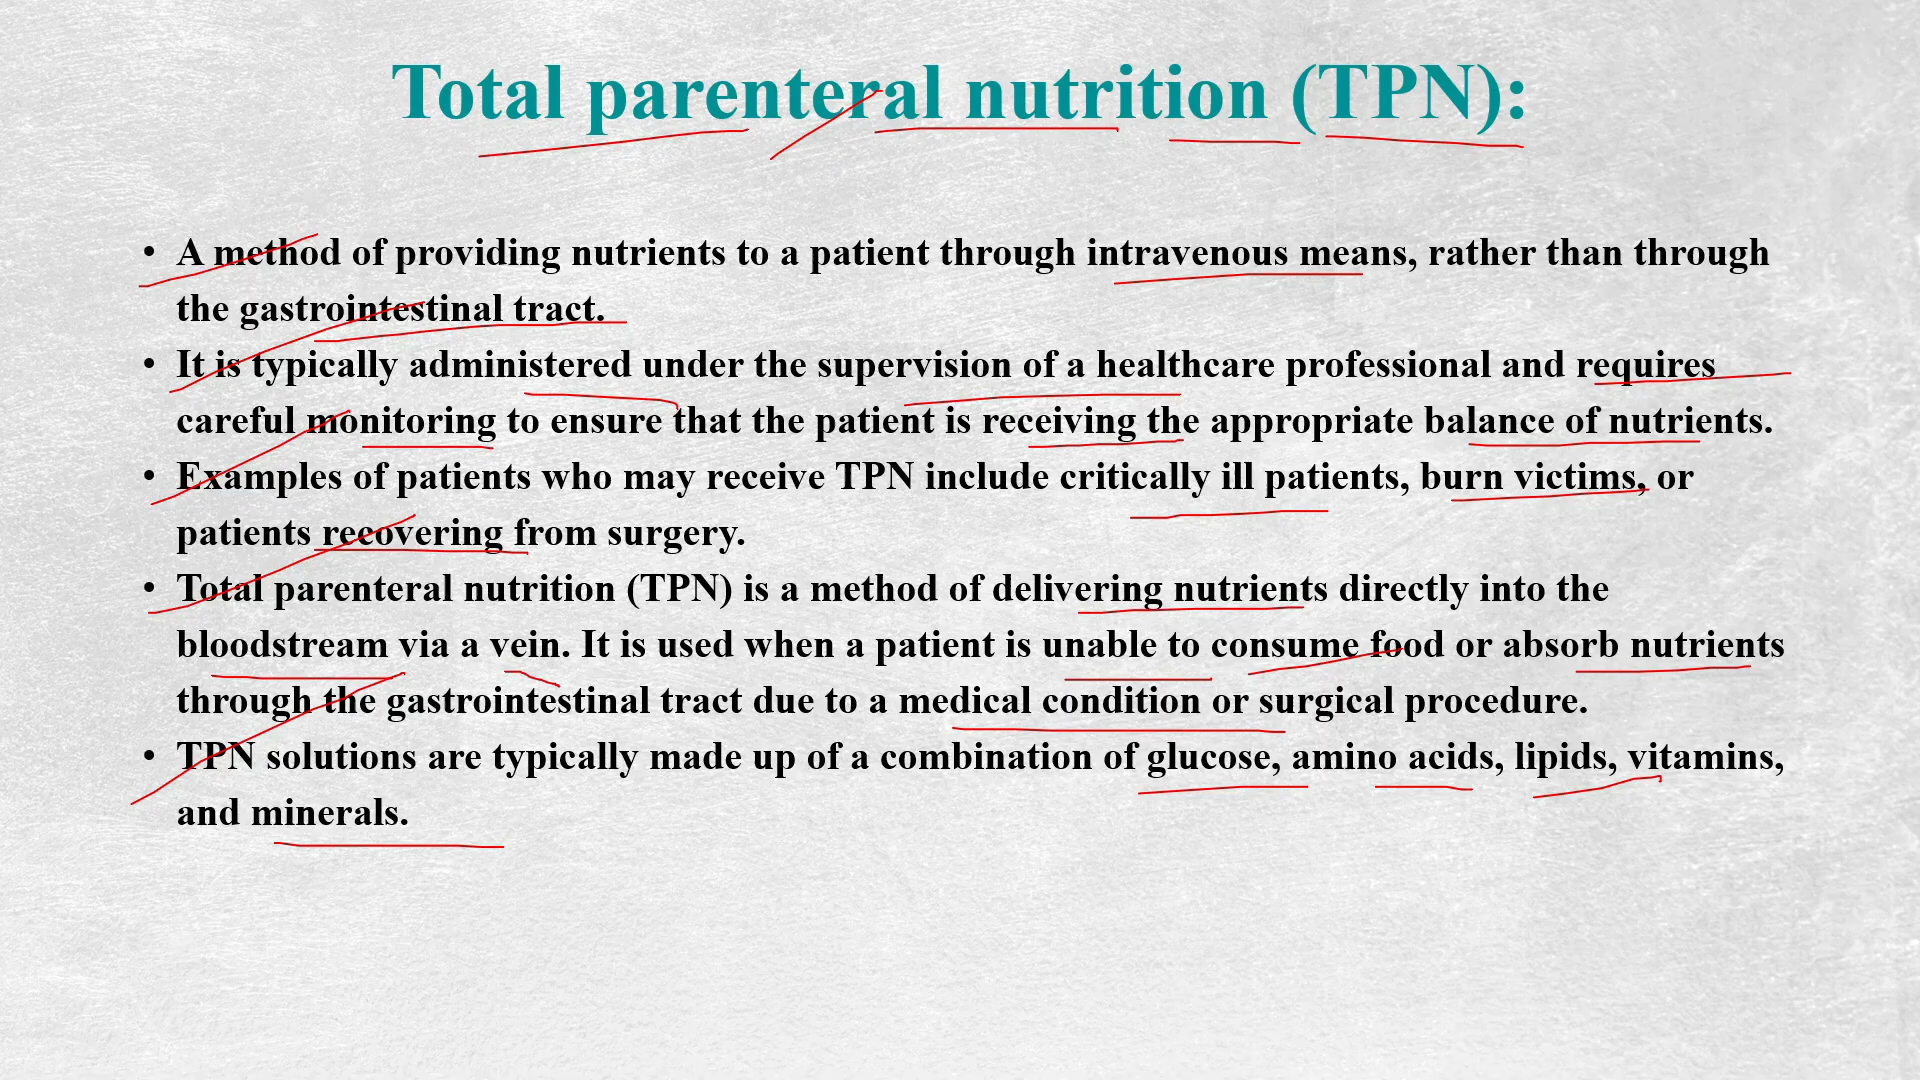 Total parenteral nutrition (TPN):
• A method of providing nutrients to a patient through intravenous means, rather than through
the gastrointestinal tract.
• It is typically administered under the supervision of a healthcare professional and requires
careful monitoring to ensure that the patient is receiving the appropriate balance of nutrients.
• Examples of patients who may receive TPN include critically ill patients, burn victims, or
patients recovering from surgery.
• Total parenteral nutrition (TPN) is a method of delivering nutrients directly into the
bloodstream via a vein. It is used when a patient is unable to consume food or absorb nutrients
through the gastrointestinal tract due to a medical condition or surgical procedure.
• TPN solutions are typically made up of a combination of glucose, amino acids, lipids, vitamins,
and minerals.